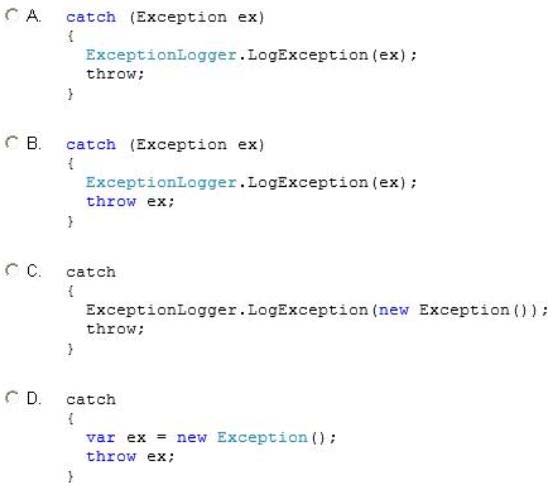 A. catch (Exception ex)
{
ExceptionLogger.LogException(ex);
throw;
}
B. catch (Exception ex)
{
ExceptionLogger.LogException(ex);
throw ex;
}
C. catch
{
ExceptionLogger.LogException(new Exception());
throw;
}
D. catch
{
var ex = new Exception();
throw ex;
}